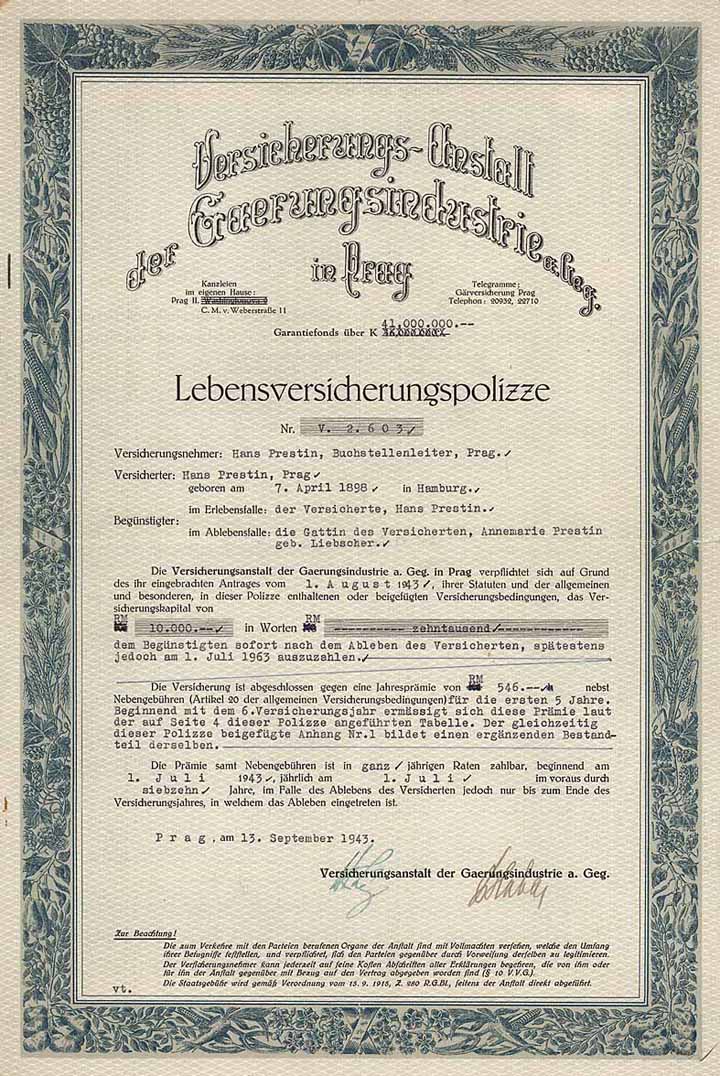 Versicherungs-Anstalt
der Gaerungsindustrie a. Geg.
in Prag
Kanzleien
im eigenen Hause:
Prag II. Washingtonova
C. M. v. Weberstraße 11
Telegramme:
Gärversicherung Prag
Telephon: 20932, 22710
41,000.000.--
Garantiefonds über K
Lebensversicherungspolizze
Nr. V. 2.603/
Versicherungsnehmer: Hans Prestin, Buchstellenleiter, Prag./
Versicherter: Hans Prestin, Prag/
geboren am 7. April 1898/ in Hamburg./
im Erlebensfalle: der Versicherte, Hans Prestin./
Begünstigter:
im Ablebensfalle: die Gattin des Versicherten, Annemarie Prestin
geb. Liebscher./
Die Versicherungsanstalt der Gaerungsindustrie a. Geg. in Prag verpflichtet sich auf Grund
des ihr eingebrachten Antrages vom 1. August 1943/, ihrer Statuten und der allgemeinen
und besonderen, in dieser Polizze enthaltenen oder beigefügten Versicherungsbedingungen, das Ver-
sicherungskapital von
RM 10.000.--/ in Worten RM ---------- zehntausend/-------------
dem Begünstigten sofort nach dem Ableben des Versicherten, spätestens
jedoch am 1. Juli 1963 auszuzahlen./
Die Versicherung ist abgeschlossen gegen eine Jahresprämie von RM 546.--/ nebst
Nebengebühren (Artikel 20 der allgemeinen Versicherungsbedingungen) für die ersten 5 Jahre.
Beginnend mit dem 6.Versicherungsjahr ermässigt sich diese Prämie laut
der auf Seite 4 dieser Polizze angeführten Tabelle. Der gleichzeitig
dieser Polizze beigefügte Anhang Nr.1 bildet einen ergänzenden Bestand-
teil derselben.
Die Prämie samt Nebengebühren ist in ganz/ jährigen Raten zahlbar, beginnend am
1. Juli 1943/, jährlich am 1. Juli/ im voraus durch
siebzehn/ Jahre, im Falle des Ablebens des Versicherten jedoch nur bis zum Ende des
Versicherungsjahres, in welchem das Ableben eingetreten ist.
Prag, am 13. September 1943.
Versicherungsanstalt der Gaerungsindustrie a. Geg.
Zur Beachtung!
Die zum Verkehre mit den Parteien berufenen Organe der Anstalt sind mit Vollmachten versehen, welche den Umfang
ihrer Befugnisse feststellen, und verpflichtet, sich den Parteien gegenüber durch Vorweisung derselben zu legitimieren.
Der Versicherungsnehmer kann jederzeit auf seine Kosten Abschriften aller Erklärungen begehren, die von ihm oder
für ihn der Anstalt gegenüber mit Bezug auf den Vertrag abgegeben worden sind (§ 10 V.V.G.).
Die Staatsgebühr wird gemäß Verordnung vom 15. 9. 1915, Z. 280 R.G.Bl., seitens der Anstalt direkt abgeführt.
vt.